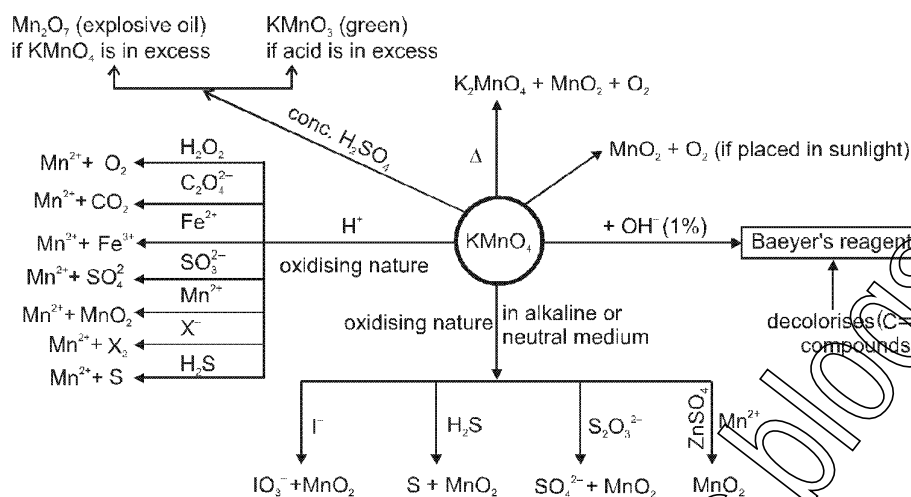 Mn₂O₇ (explosive oil)
if KMnO₄ is in excess
KMnO₃ (green)
if acid is in excess
K₂MnO₄ + MnO₂ + O₂
conc. H₂SO₄
Δ
MnO₂ + O₂ (if placed in sunlight)
H₂O₂
Mn²⁺ + O₂
C₂O₄²⁻
Mn²⁺ + CO₂
Fe²⁺
Mn²⁺ + Fe³⁺
SO₃²⁻
Mn²⁺ + SO₄²
Mn²⁺
Mn²⁺ + MnO₂
X⁻
Mn²⁺ + X₂
H₂S
Mn²⁺ + S
H⁺
oxidising nature
KMnO₄
+ OH⁻ (1%)
Baeyer's reagent
decolorises (C=
compounds
oxidising nature
in alkaline or
neutral medium
I⁻
H₂S
S₂O₃²⁻
ZnSO₄
Mn²⁺
IO₃⁻ + MnO₂
S + MnO₂
SO₄²⁻ + MnO₂
MnO₂
blogs